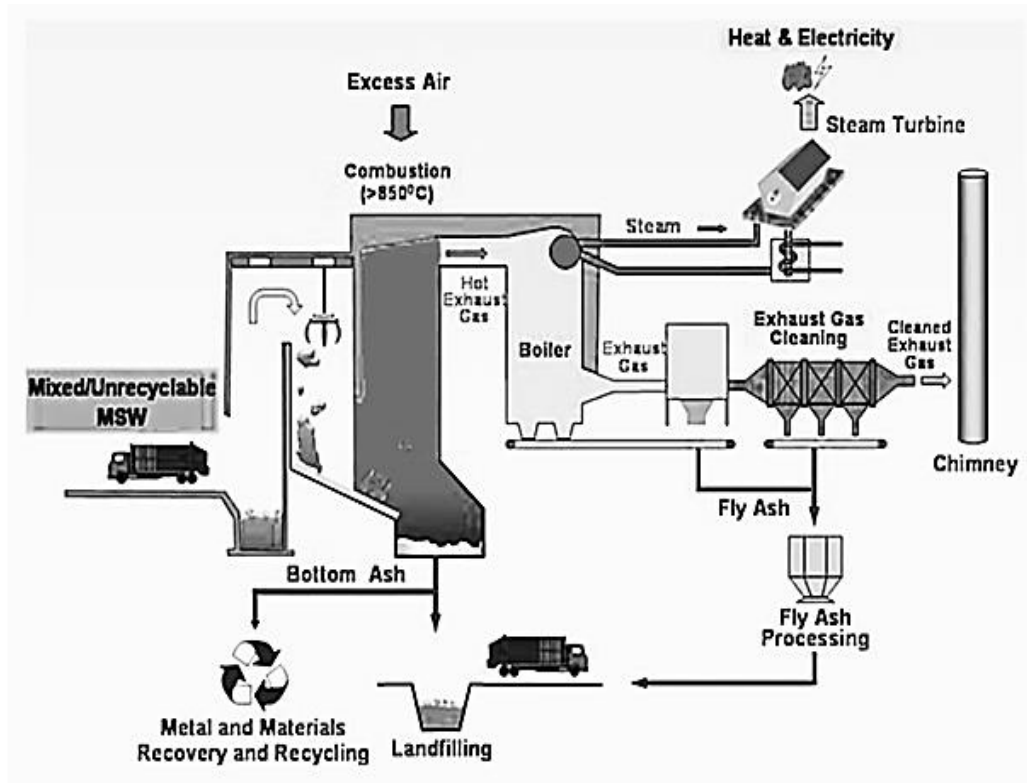 Heat & Electricity
Excess Air
Steam Turbine
Combustion
(>850⁰C)
Steam
Hot
Exhaust
Gas
Boiler
Exhaust
Gas
Exhaust Gas
Cleaning
Cleaned
Exhaust
Gas
Mixed/Unrecyclable
MSW
Chimney
Fly Ash
Bottom Ash
Fly Ash
Processing
Metal and Materials
Recovery and Recycling
Landfilling